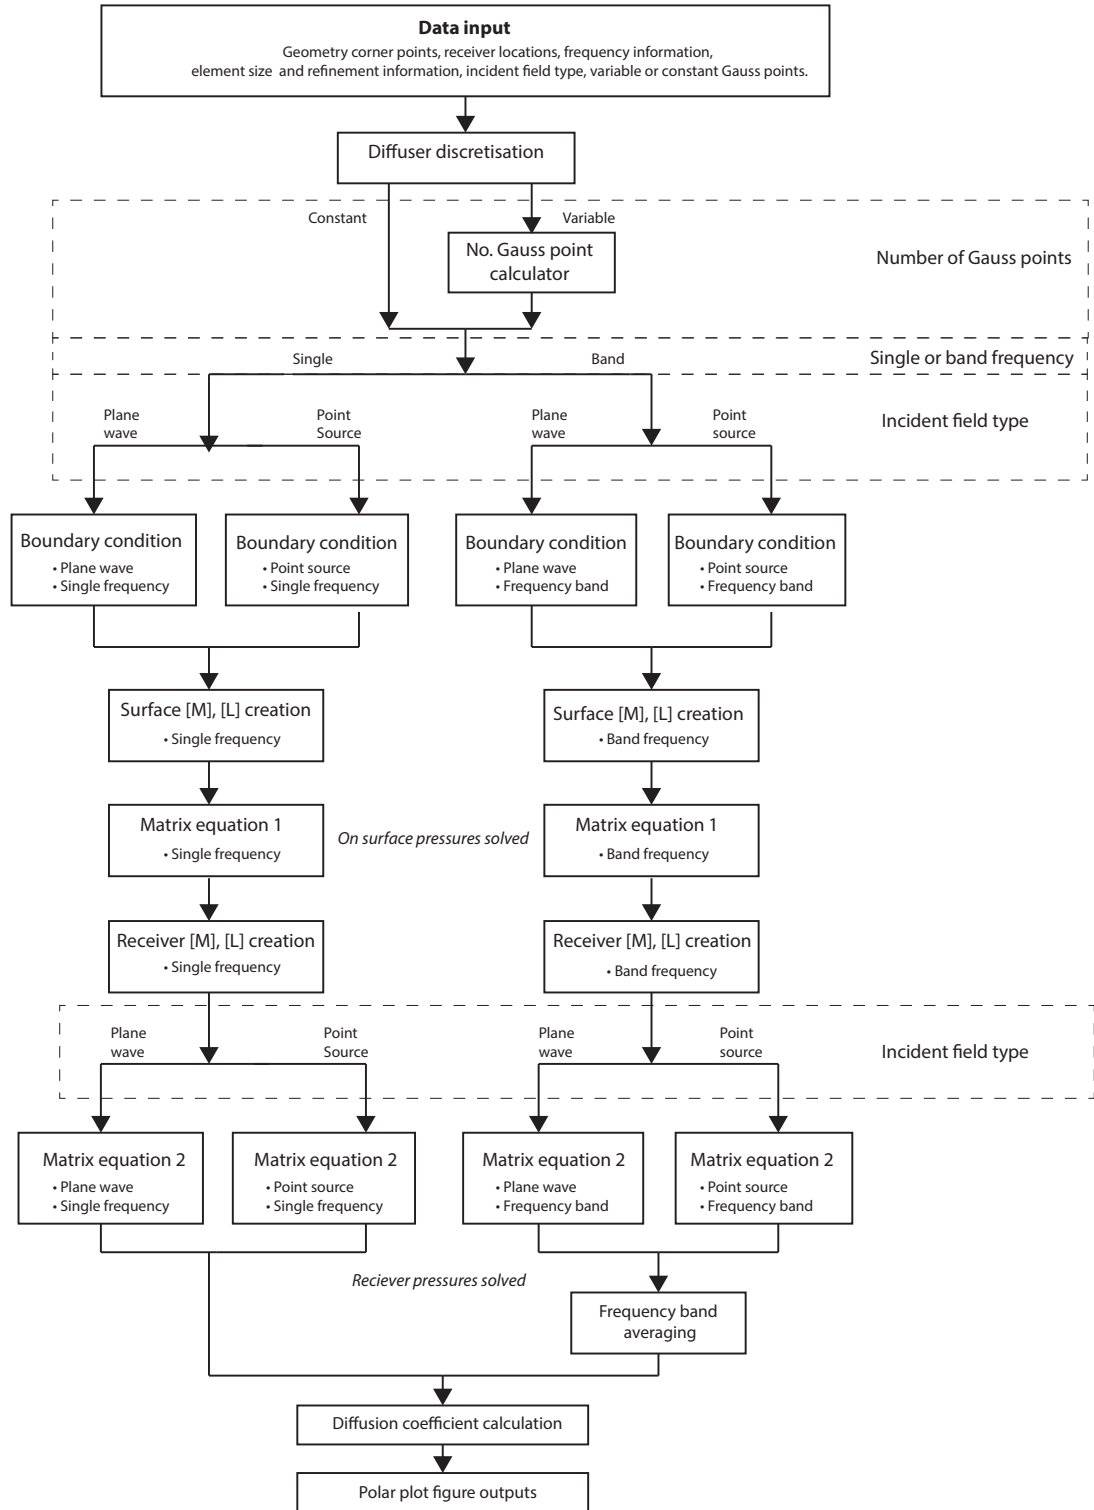 Data input
Geometry corner points, receiver locations, frequency information,
element size and refinement information, incident field type, variable or constant Gauss points.
Diffuser discretisation
Constant
Variable
No. Gauss point
calculator
Number of Gauss points
Single
Band
Single or band frequency
Plane
wave
Point
Source
Plane
wave
Point
source
Incident field type
Boundary condition
• Plane wave
• Single frequency
Boundary condition
• Point source
• Single frequency
Boundary condition
• Plane wave
• Frequency band
Boundary condition
• Point source
• Frequency band
Surface [M], [L] creation
• Single frequency
Surface [M], [L] creation
• Band frequency
Matrix equation 1
• Single frequency
On surface pressures solved
Matrix equation 1
• Band frequency
Receiver [M], [L] creation
• Single frequency
Receiver [M], [L] creation
• Band frequency
Plane
wave
Point
Source
Plane
wave
Point
source
Incident field type
Matrix equation 2
• Plane wave
• Single frequency
Matrix equation 2
• Point source
• Single frequency
Matrix equation 2
• Plane wave
• Frequency band
Matrix equation 2
• Point source
• Frequency band
Reciever pressures solved
Frequency band
averaging
Diffusion coefficient calculation
Polar plot figure outputs